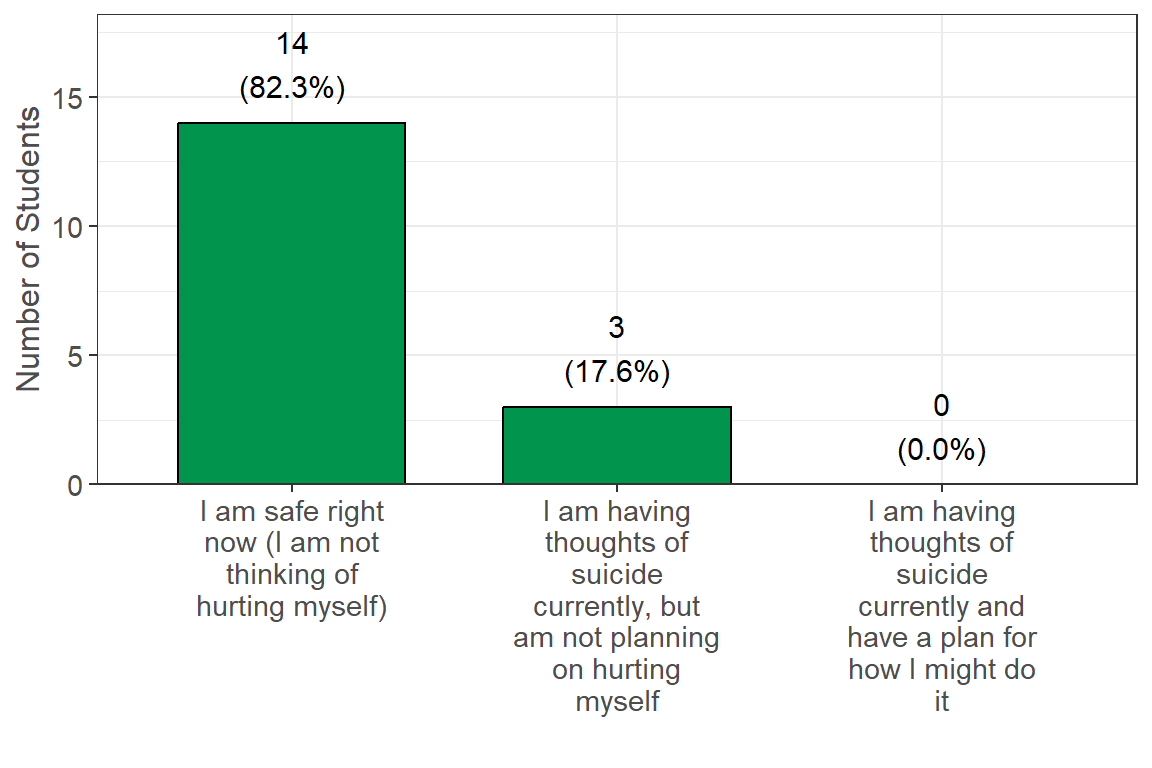 14
(82.3%)
3
(17.6%)
0
(0.0%)
15
10
5
0
Number of Students
I am safe right
now (I am not
thinking of
hurting myself)
I am having
thoughts of
suicide
currently, but
am not planning
on hurting
myself
I am having
thoughts of
suicide
currently and
have a plan for
how I might do
it